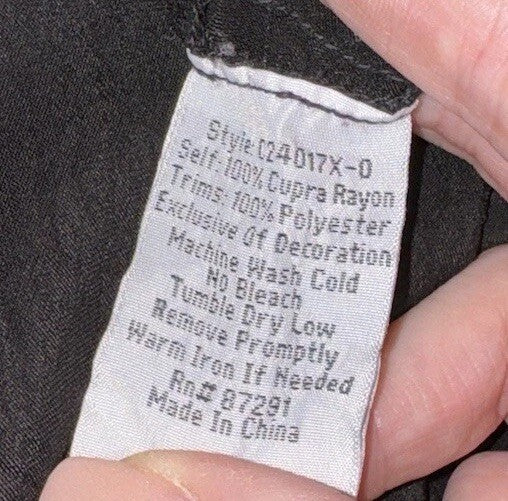 Style C24017X-0
Self: 100% Cupra Rayon
Trims: 100% Polyester
Exclusive Of Decoration
Machine Wash Cold
No Bleach
Tumble Dry Low
Remove Promptly
Warm Iron If Needed
Rn# 87291
Made In China